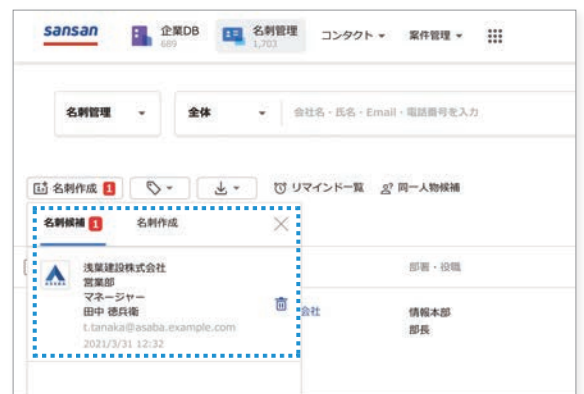 sansan
企業DB
689
名刺管理
1,703
コンタクト
案件管理
名刺管理
全体
会社名・氏名・Email・電話番号を入力
名刺作成 1
リマインド一覧
同一人物候補
名刺候補 1
名刺作成
部署・役職
浅葉建設株式会社
営業部
マネージャー
田中 徳兵衛
t.tanaka@asaba.example.com
2021/3/31 12:32
ASABA
会社
情報本部
部長